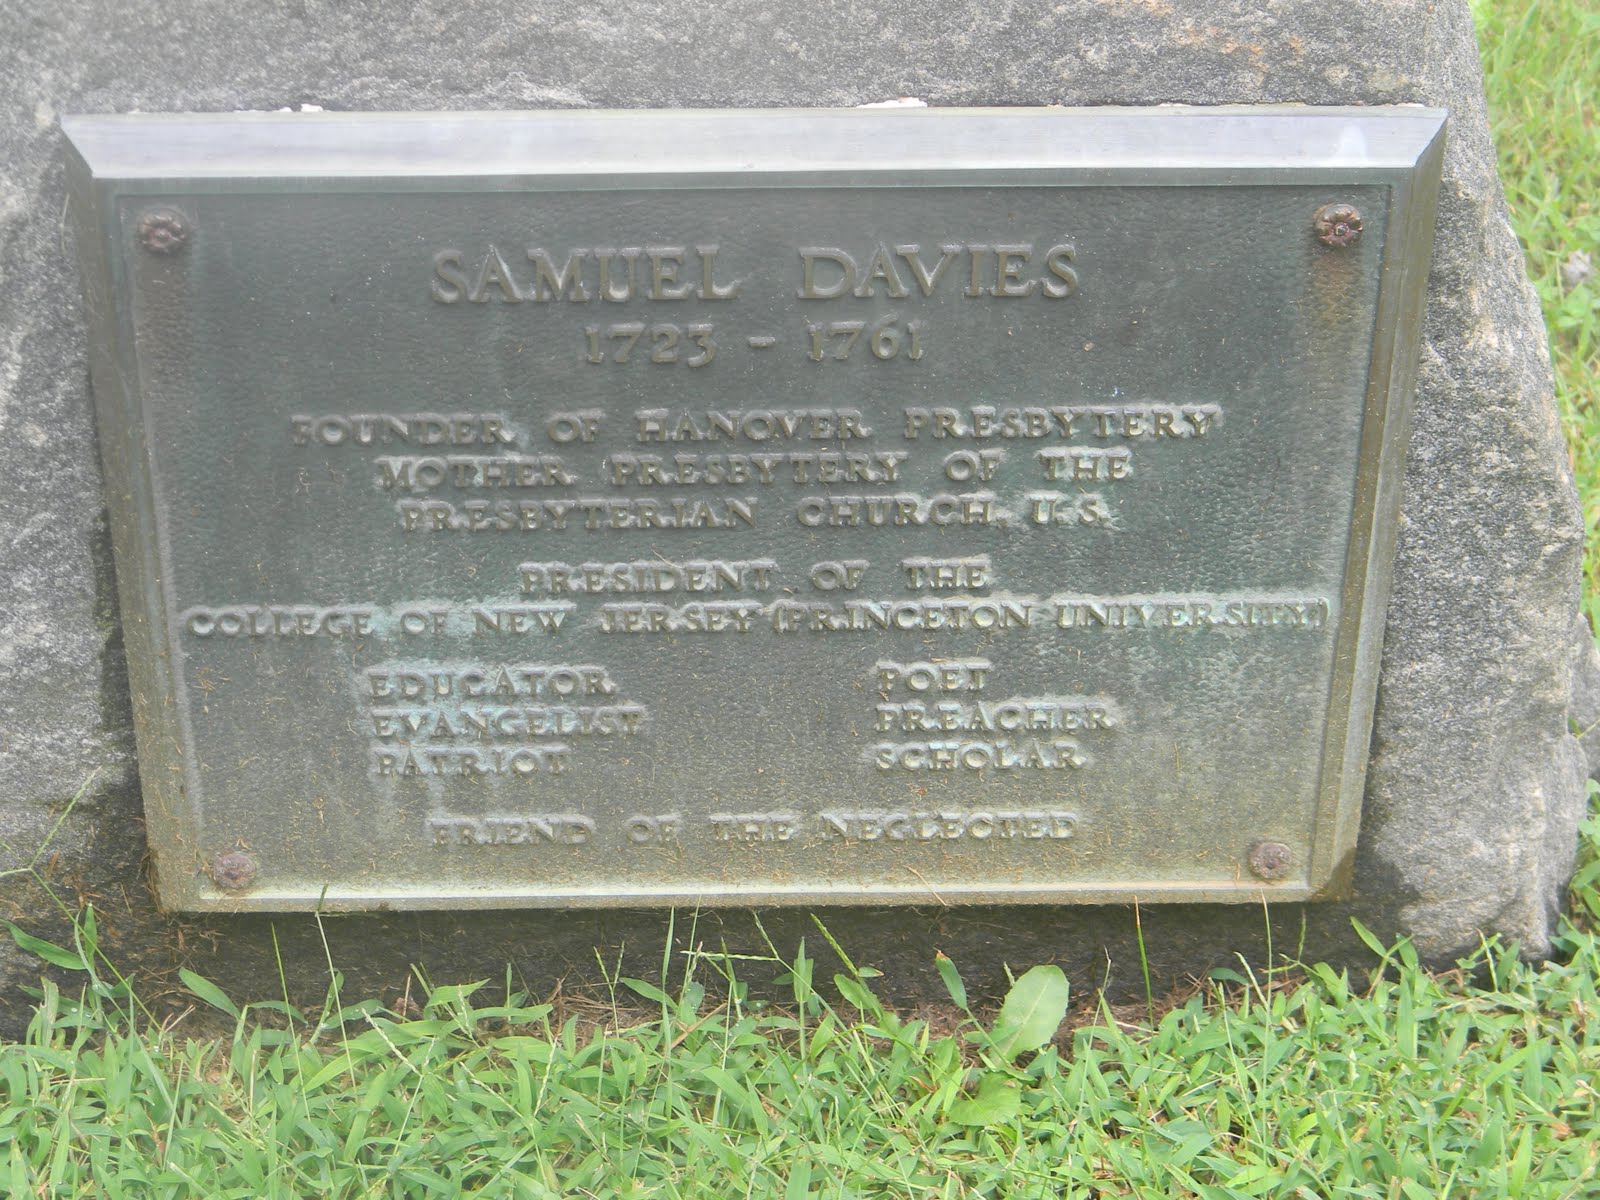 SAMUEL DAVIES
1723 - 1761
FOUNDER OF HANOVER PRESBYTERY
MOTHER PRESBYTERY OF THE
PRESBYTERIAN CHURCH, U.S.
PRESIDENT OF THE
COLLEGE OF NEW JERSEY (PRINCETON UNIVERSITY)
EDUCATOR POET
EVANGELIST PREACHER
PATRIOT SCHOLAR
FRIEND OF THE NEGLECTED